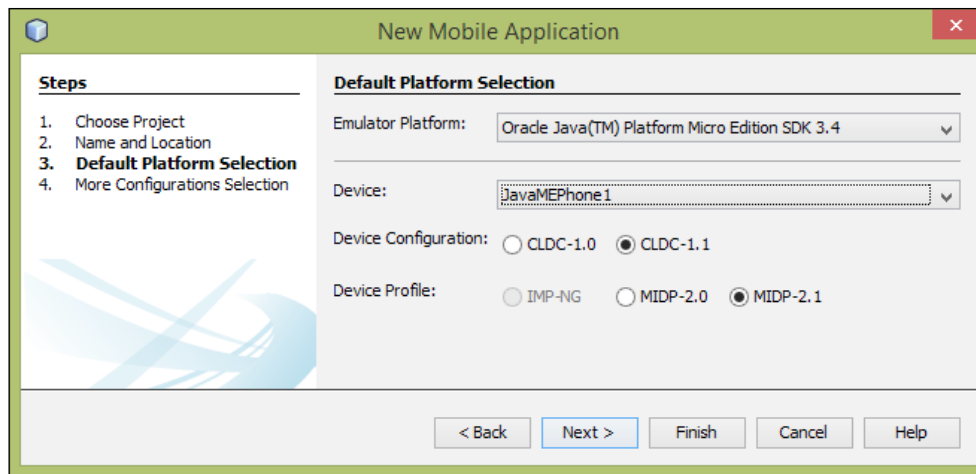 New Mobile Application
Steps
1. Choose Project
2. Name and Location
3. Default Platform Selection
4. More Configurations Selection
Default Platform Selection
Emulator Platform: Oracle Java(TM) Platform Micro Edition SDK 3.4
Device: JavaMEPhone1
Device Configuration: CLDC-1.0 CLDC-1.1
Device Profile: IMP-NG MIDP-2.0 MIDP-2.1
< Back Next > Finish Cancel Help